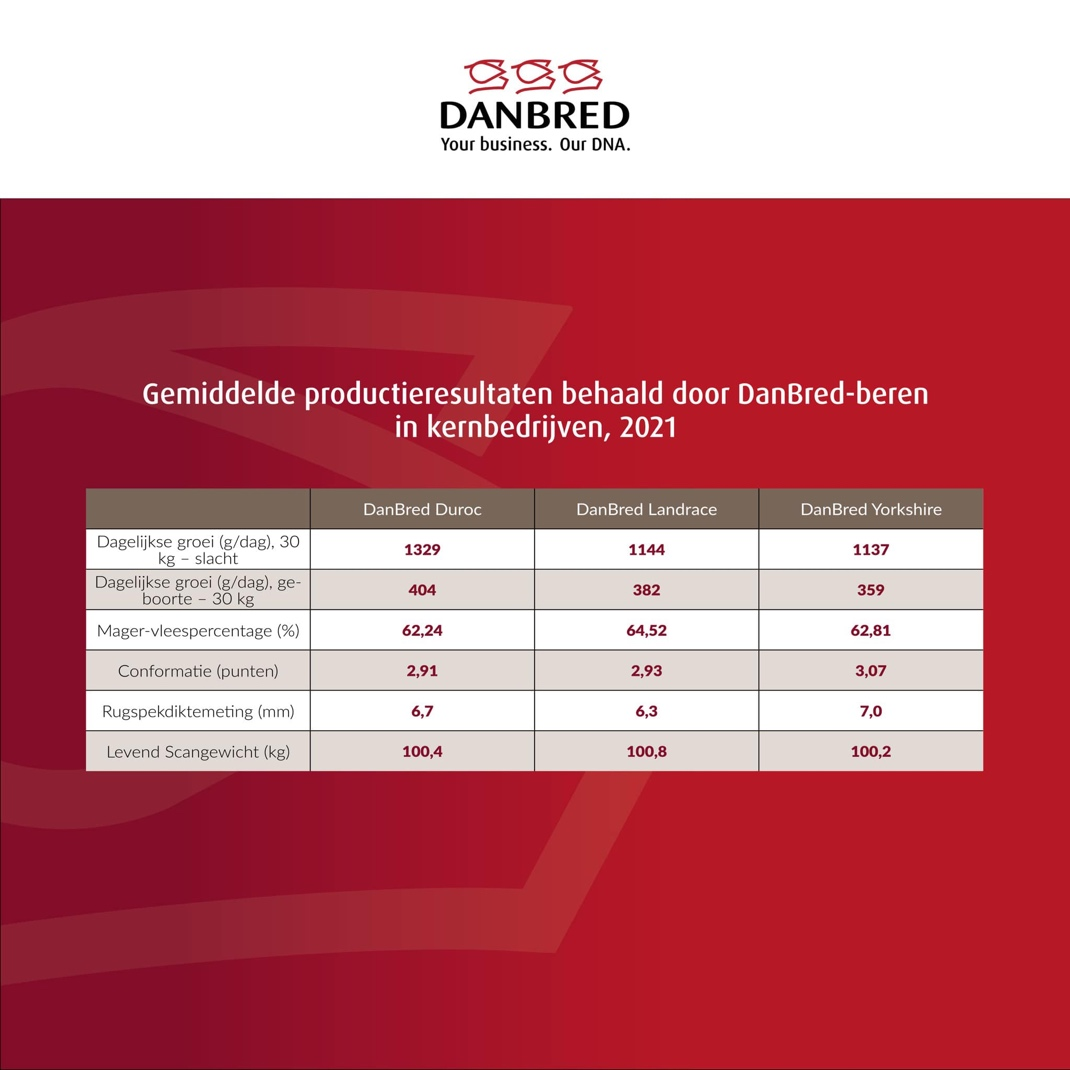 DANBRED
Your business. Our DNA.
Gemiddelde productieresultaten behaald door DanBred-beren
in kernbedrijven, 2021
DanBred Duroc DanBred Landrace DanBred Yorkshire
Dagelijkse groei (g/dag), 30
kg – slacht
1329 1144 1137
Dagelijkse groei (g/dag), ge-
boorte – 30 kg
404 382 359
Mager-vleespercentage (%) 62,24 64,52 62,81
Conformatie (punten) 2,91 2,93 3,07
Rugspekdiktemeting (mm) 6,7 6,3 7,0
Levend Scangewicht (kg) 100,4 100,8 100,2